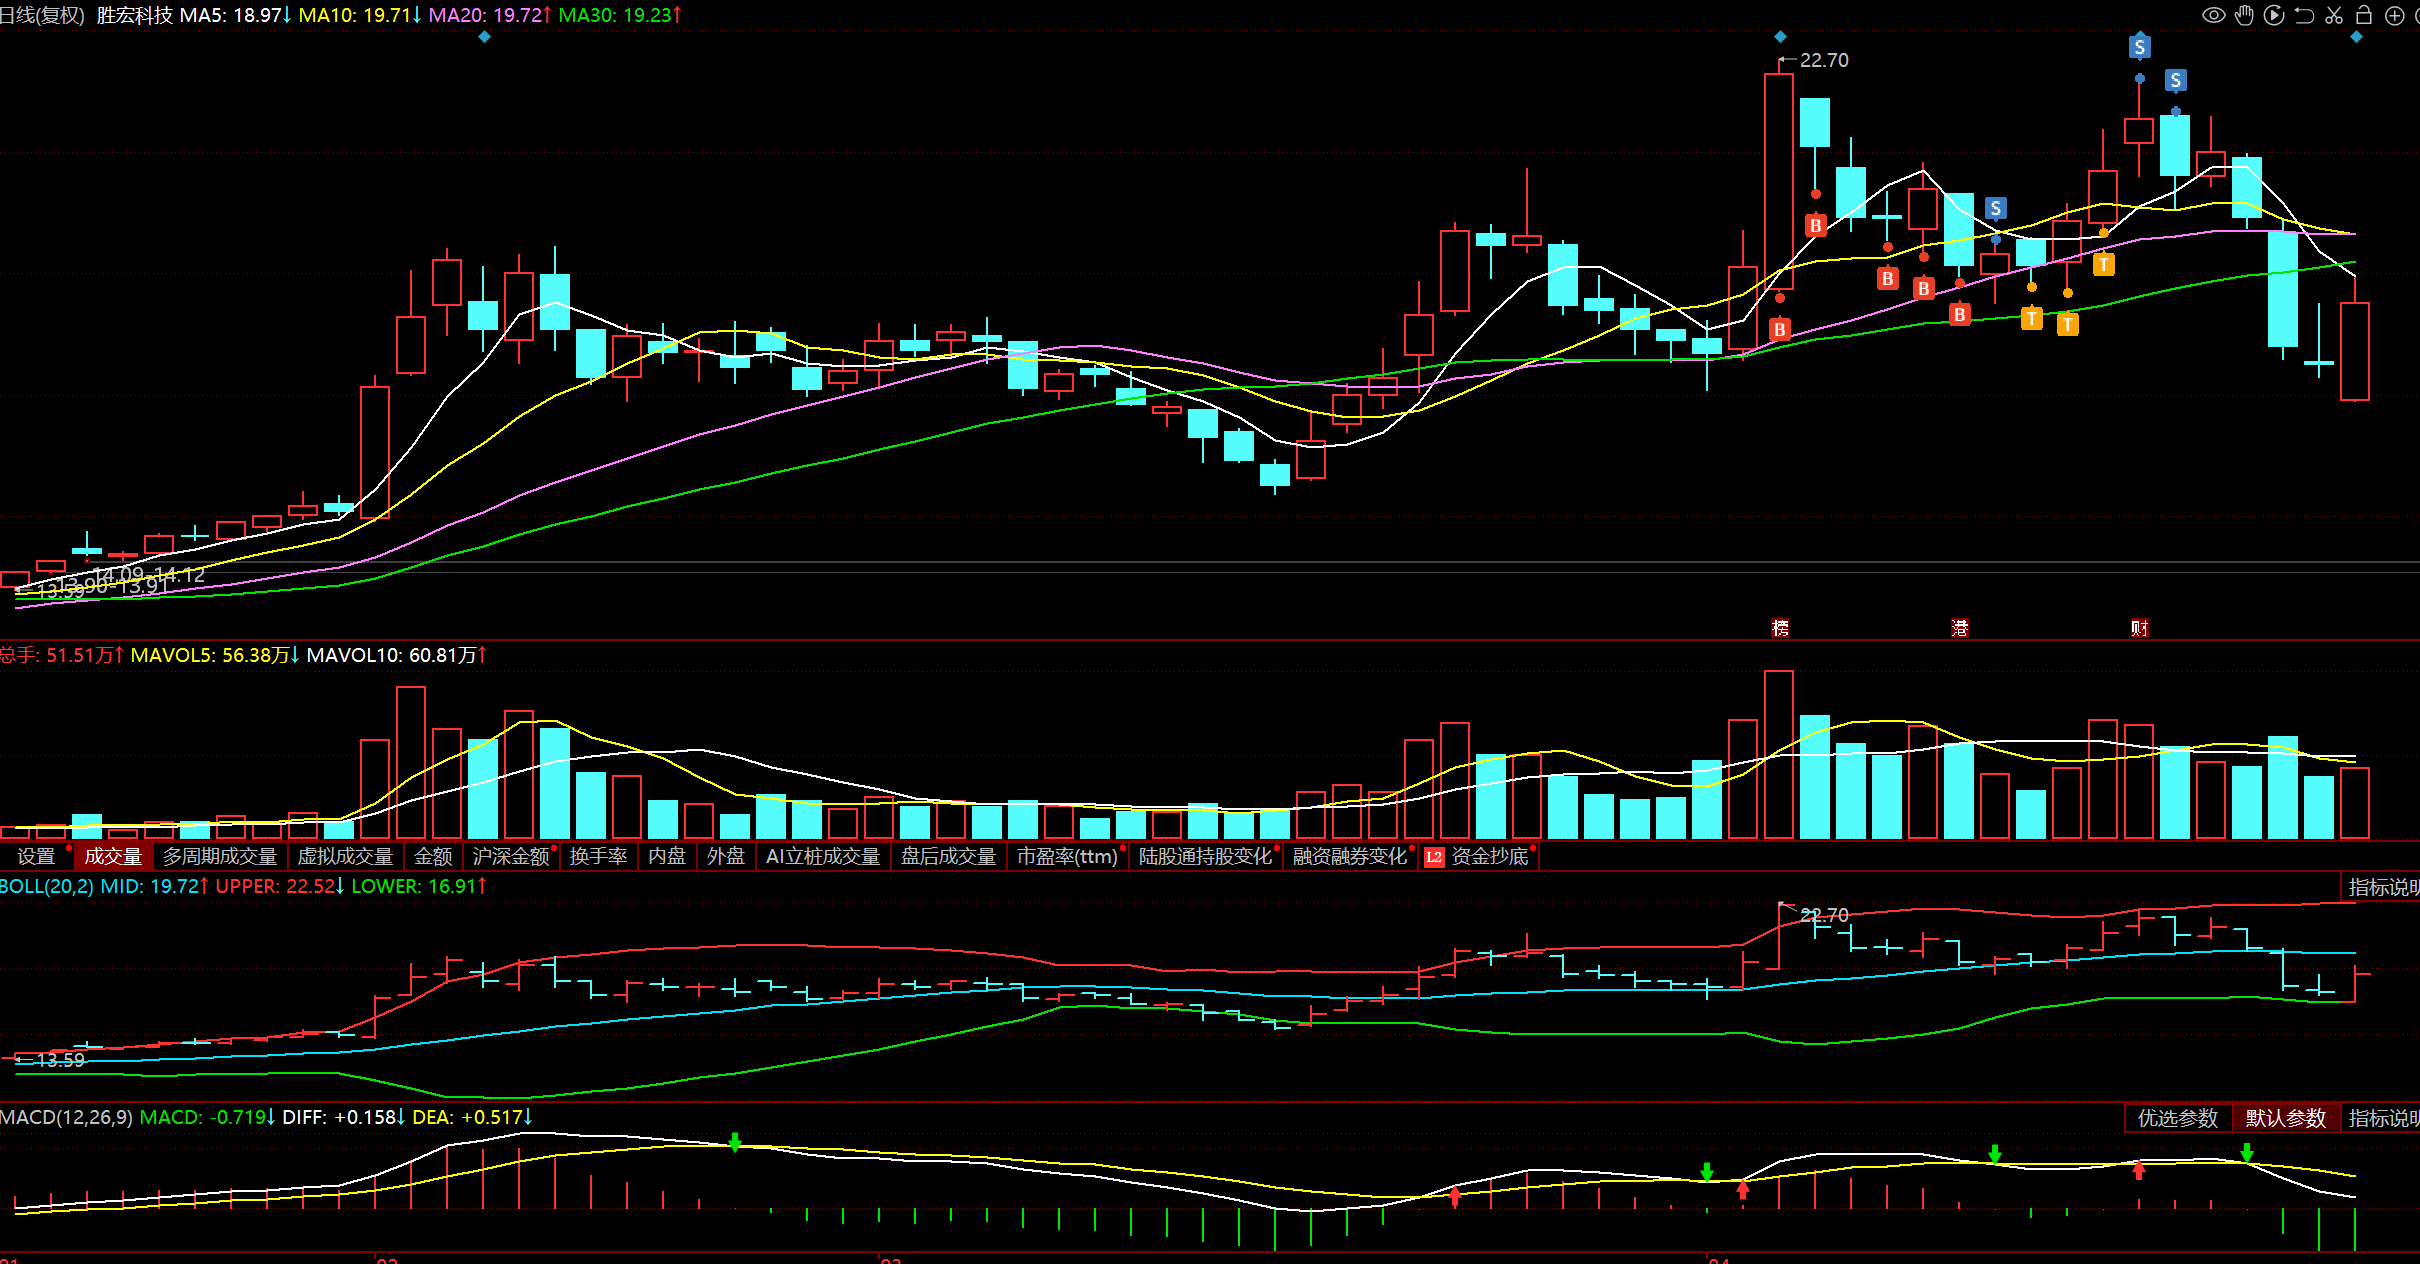 日线(复权) 胜宏科技 MA5: 18.97↓ MA10: 19.71↓ MA20: 19.72↑ MA30: 19.23↑
22.70
S
S
S
B
B
B
B
B
T
T
T
14.09-14.12
13.90-13.91
13.59
榜
港
财
总手: 51.51万↑ MAVOL5: 56.38万↓ MAVOL10: 60.81万↑
设置 成交量 多周期成交量 虚拟成交量 金额 沪深金额 换手率 内盘 外盘 AI立桩成交量 盘后成交量 市盈率(ttm) 陆股通持股变化 融资融券变化 L2 资金抄底
BOLL(20,2) MID: 19.72↑ UPPER: 22.52↓ LOWER: 16.91↑ 指标说明
22.70
13.59
MACD(12,26,9) MACD: -0.719↓ DIFF: +0.158↓ DEA: +0.517↓ 优选参数 默认参数 指标说明